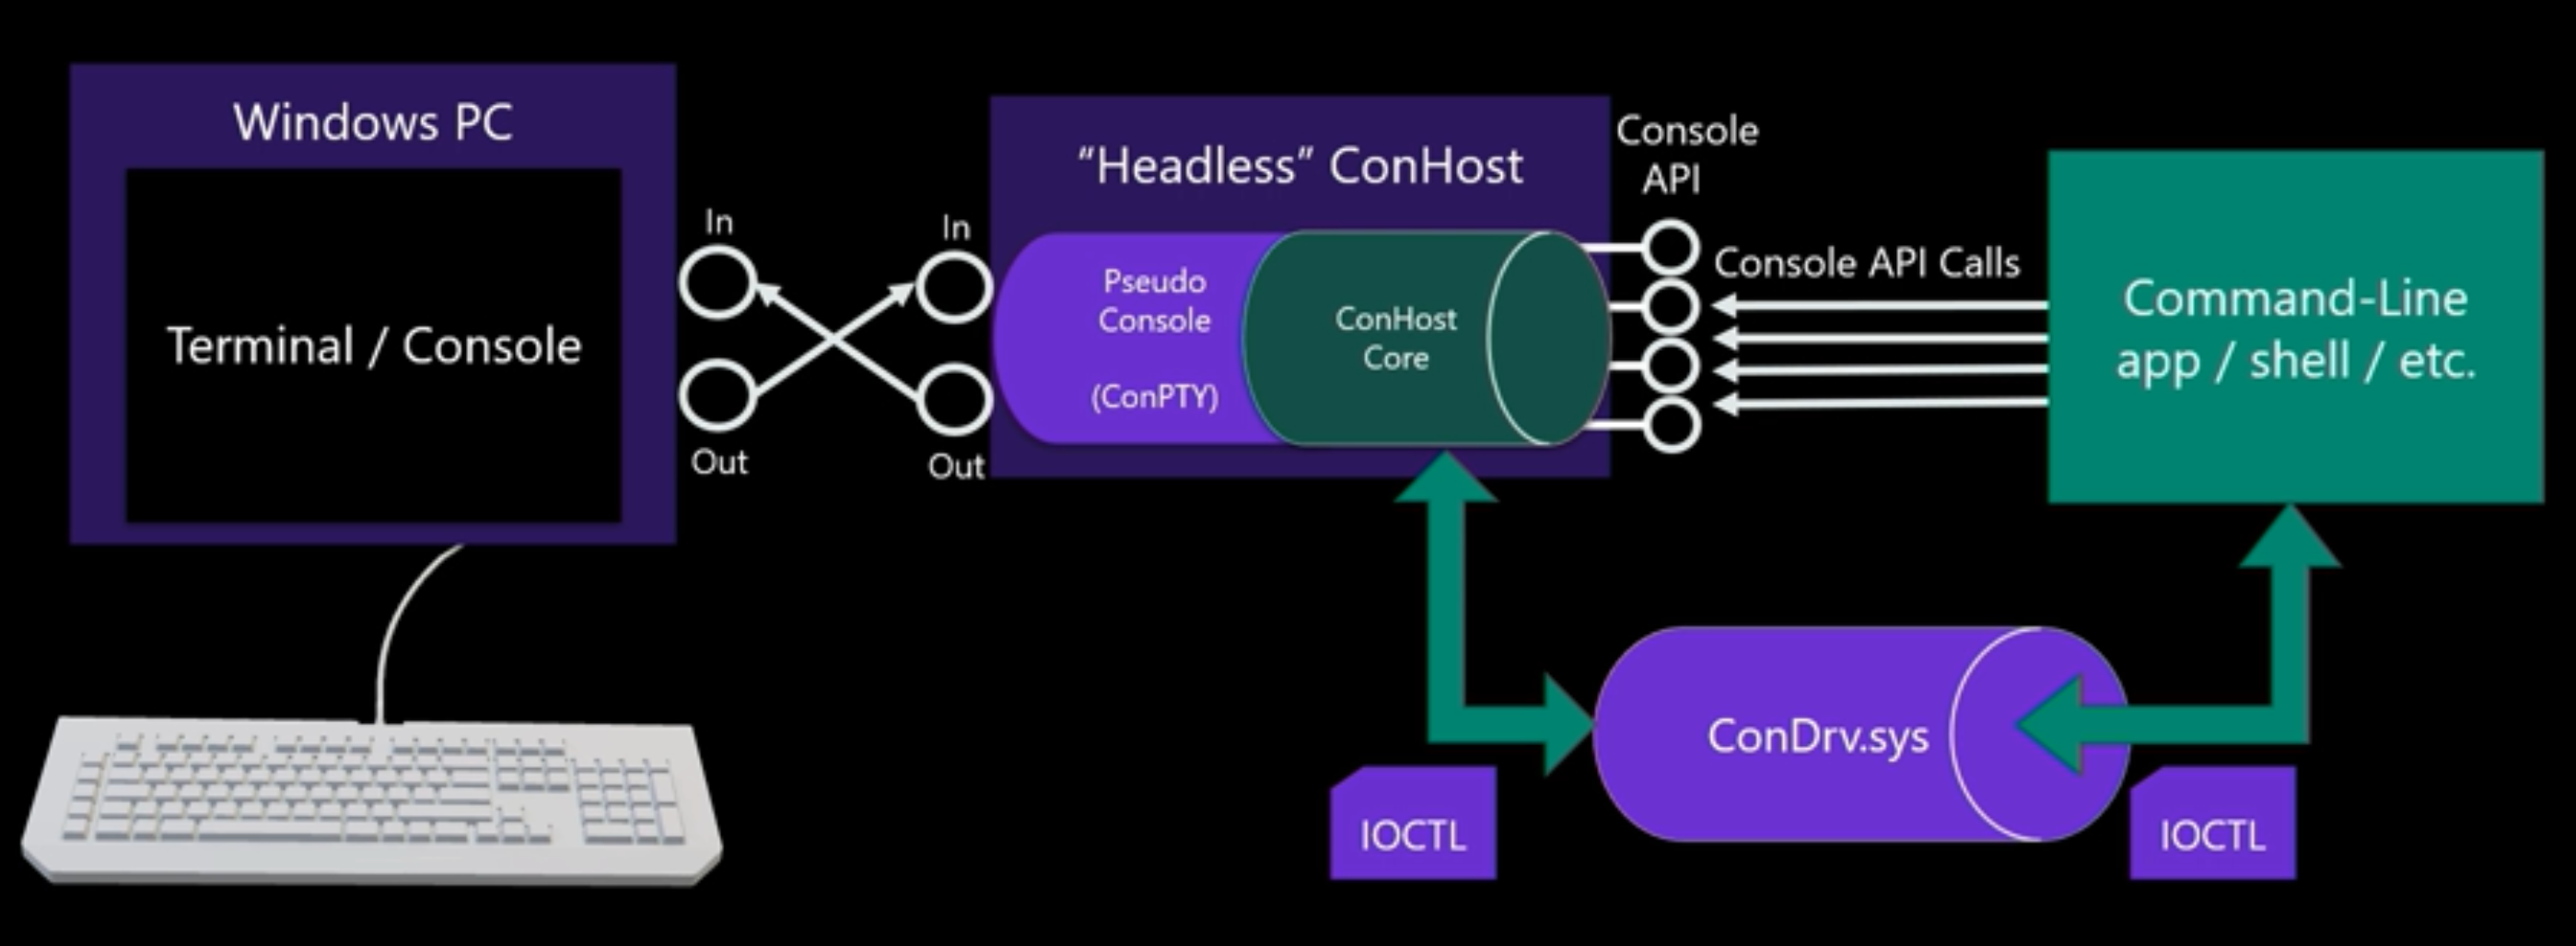 Windows PC
Terminal / Console
In
Out
In
Out
“Headless” ConHost
Pseudo
Console
(ConPTY)
ConHost
Core
Console
API
Console API Calls
Command-Line
app / shell / etc.
ConDrv.sys
IOCTL
IOCTL